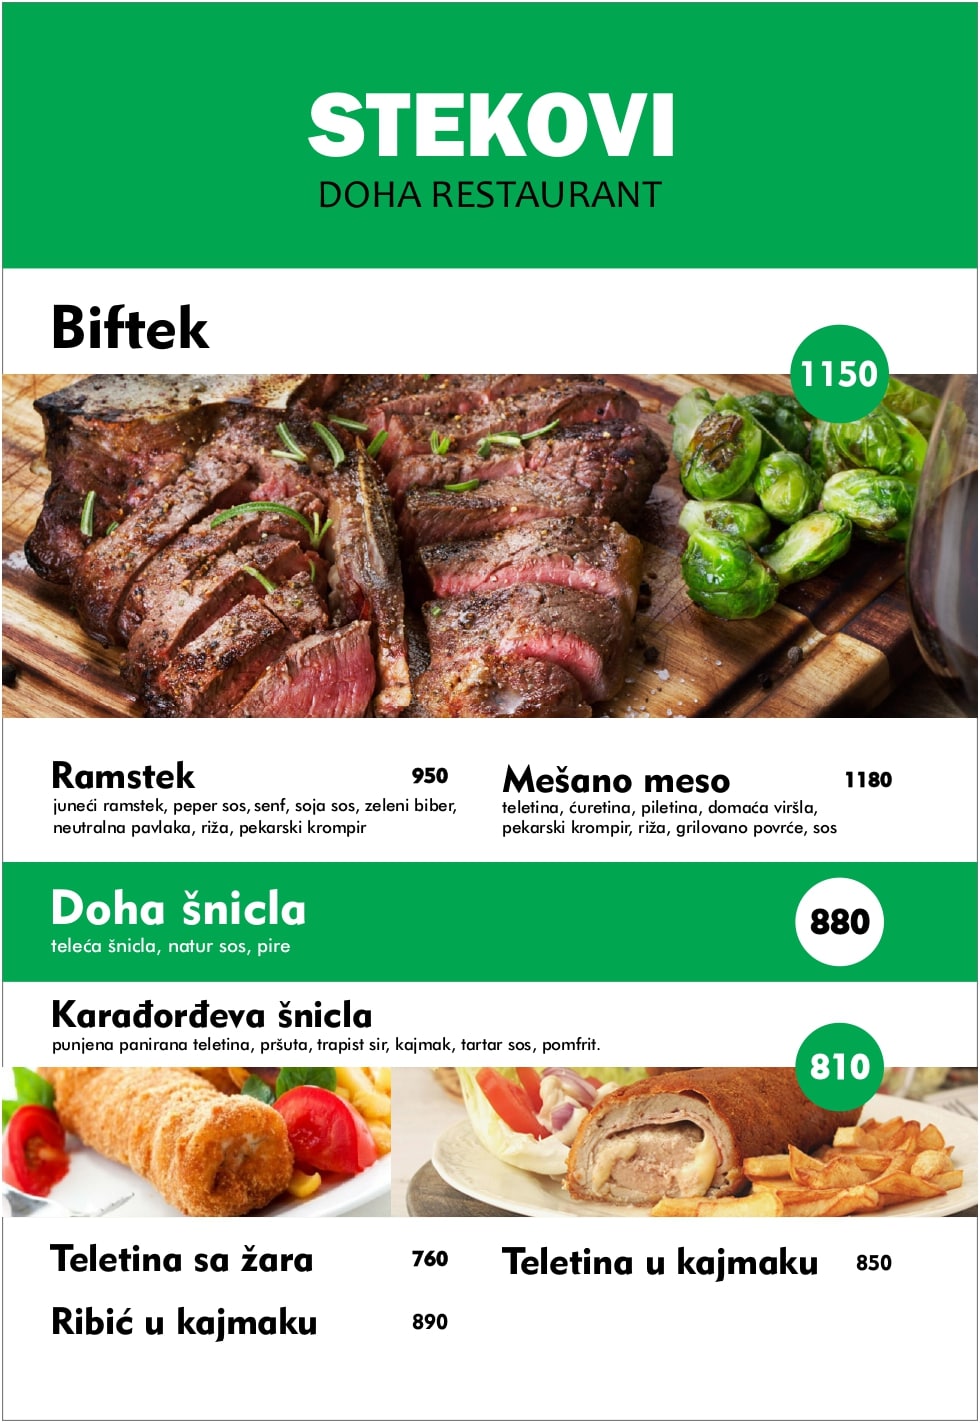 STEKOVI
DOHA RESTAURANT
Biftek
1150
Ramstek 950
juneći ramstek, peper sos, senf, soja sos, zeleni biber,
neutralna pavlaka, riža, pekarski krompir
Mešano meso 1180
teletina, ćuretina, piletina, domaća viršla,
pekarski krompir, riža, grilovano povrće, sos
Doha šnicla
teleća šnicla, natur sos, pire
880
Karađorđeva šnicla
punjena panirana teletina, pršuta, trapist sir, kajmak, tartar sos, pomfrit.
810
Teletina sa žara 760
Teletina u kajmaku 850
Ribić u kajmaku 890